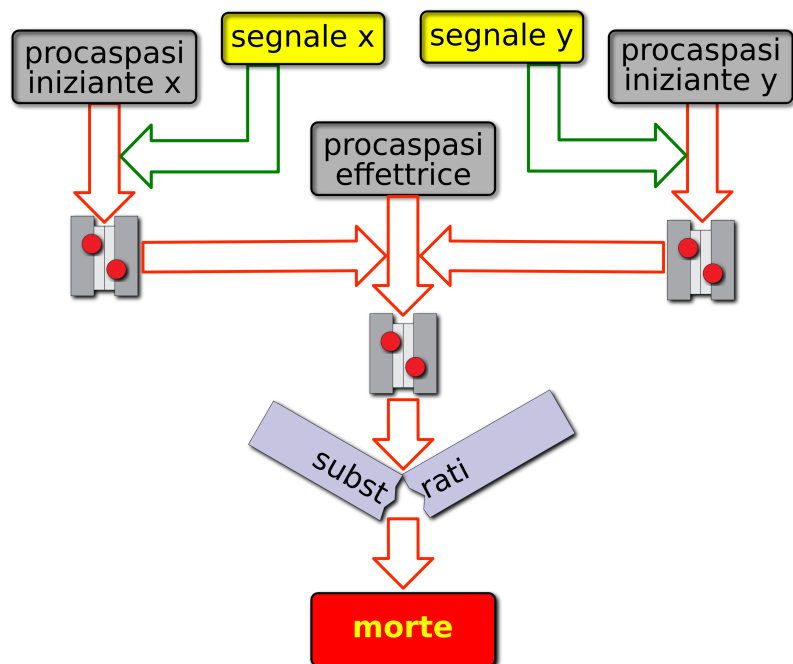 procaspasi
iniziante x
segnale x
segnale y
procaspasi
iniziante y
procaspasi
effettrice
subst
rati
morte